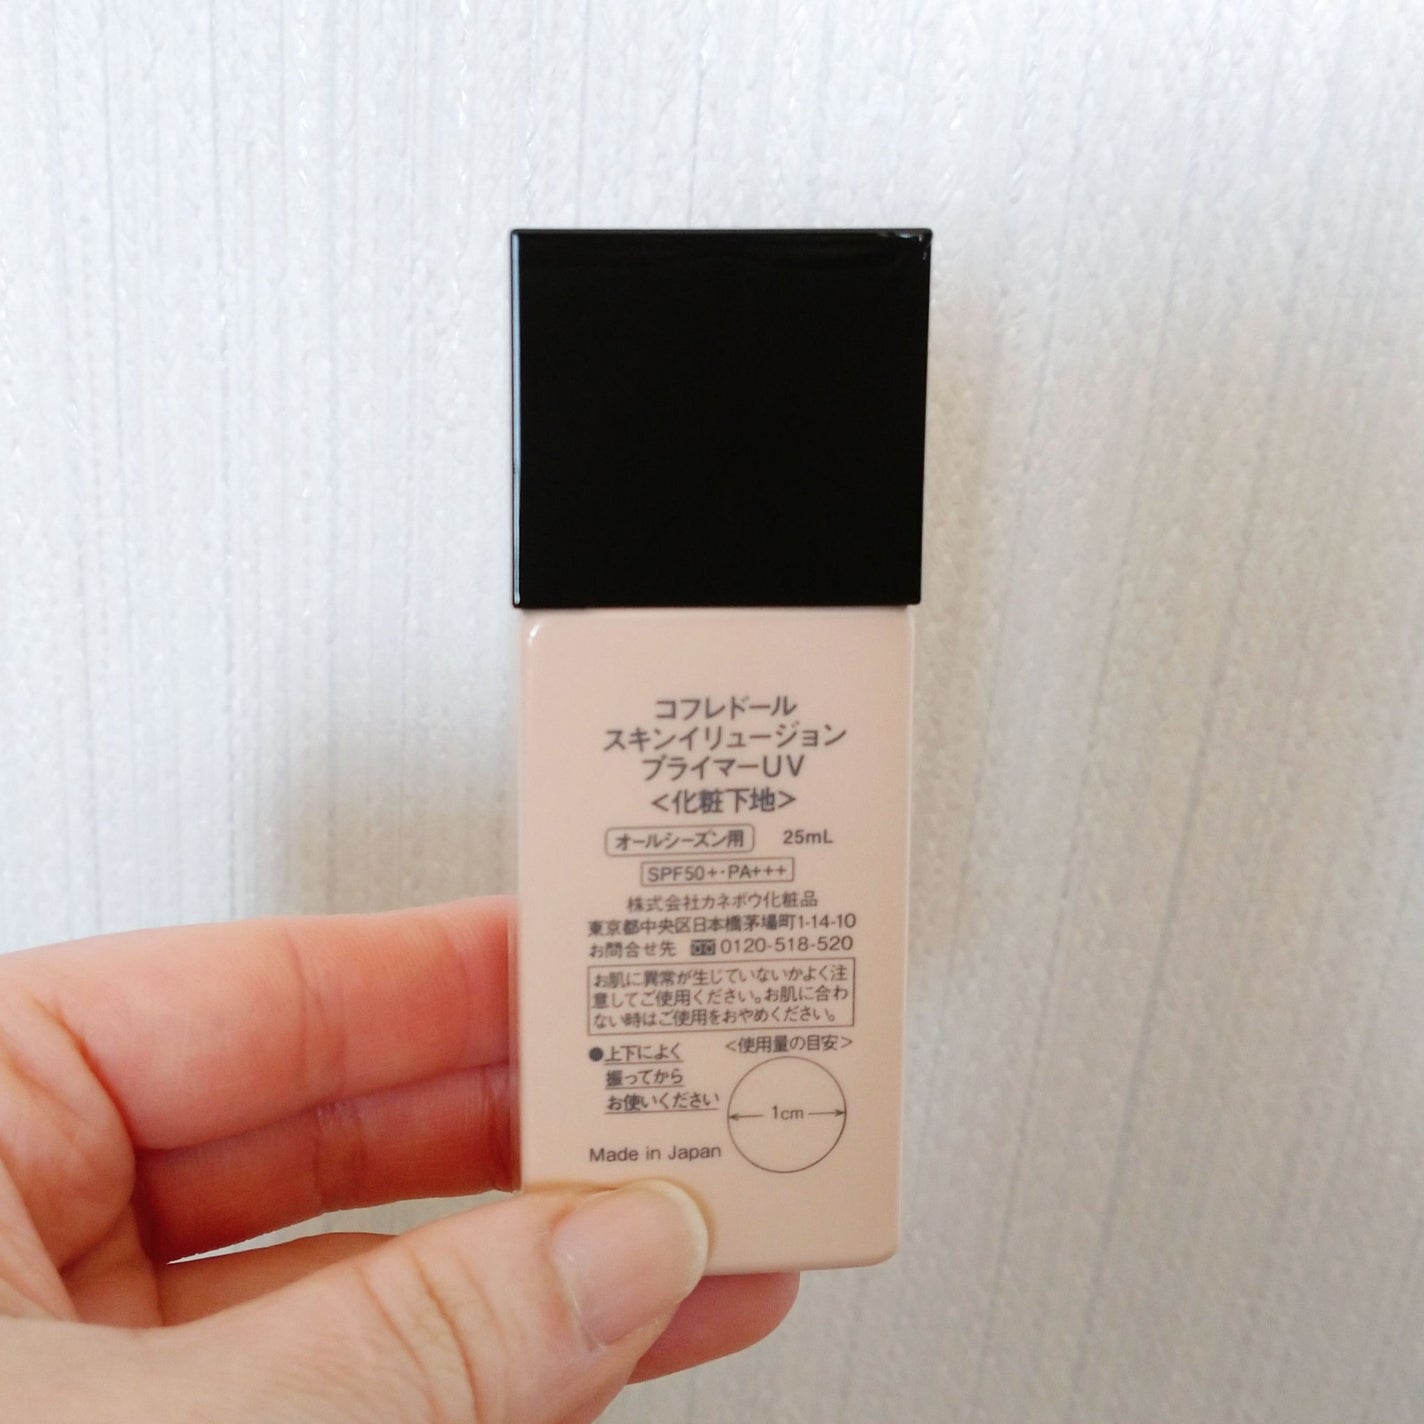 コフレドール
スキンイリュージョン
プライマーUV
＜化粧下地＞
オールシーズン用 25mL
SPF50+・PA+++
株式会社カネボウ化粧品
東京都中央区日本橋茅場町1-14-10
お問合せ先 0120-518-520
お肌に異常が生じていないかよく注
意してご使用ください。お肌に合わ
ない時はご使用をおやめください。
●上下によく
振ってから
お使いください
＜使用量の目安＞
1cm
Made in Japan